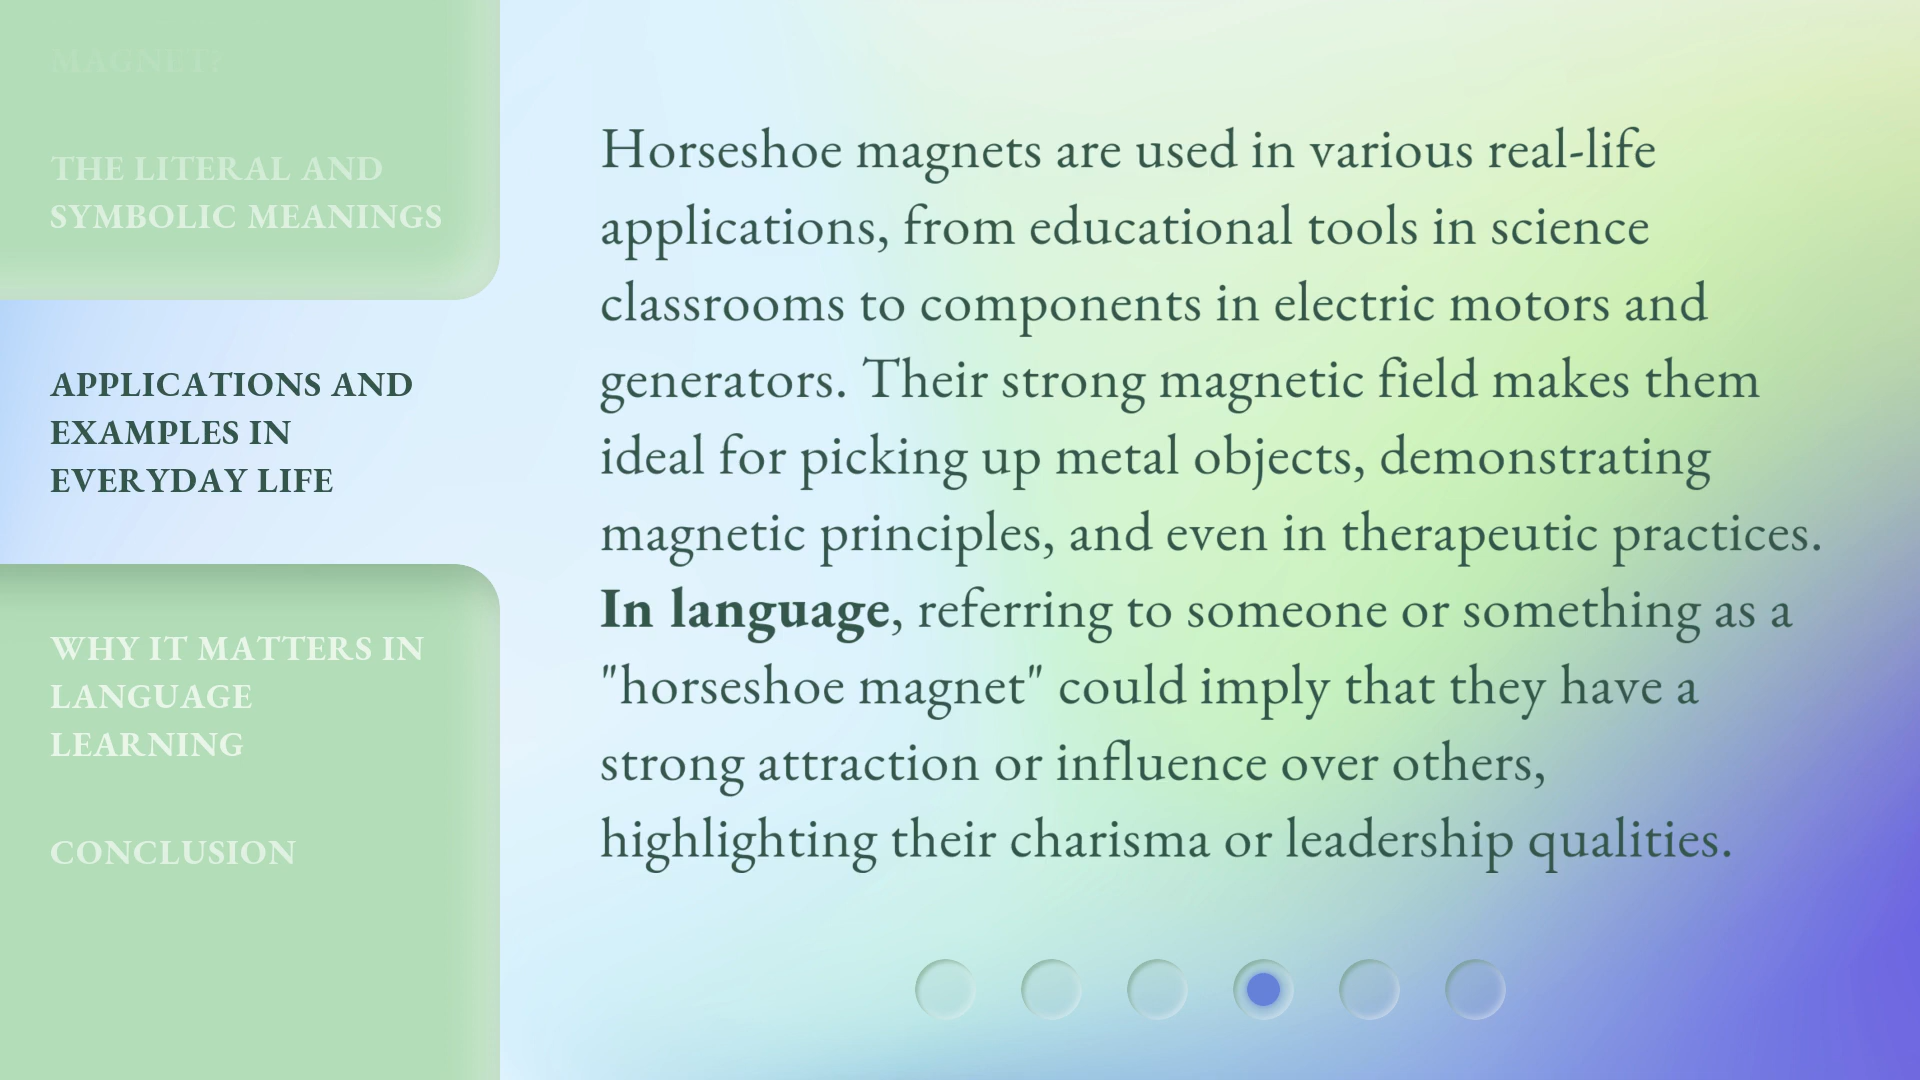 MAGNET?
THE LITERAL AND
SYMBOLIC MEANINGS
APPLICATIONS AND
EXAMPLES IN
EVERYDAY LIFE
WHY IT MATTERS IN
LANGUAGE
LEARNING
CONCLUSION
Horseshoe magnets are used in various real-life
applications, from educational tools in science
classrooms to components in electric motors and
generators. Their strong magnetic field makes them
ideal for picking up metal objects, demonstrating
magnetic principles, and even in therapeutic practices.
In language, referring to someone or something as a
"horseshoe magnet" could imply that they have a
strong attraction or influence over others,
highlighting their charisma or leadership qualities.